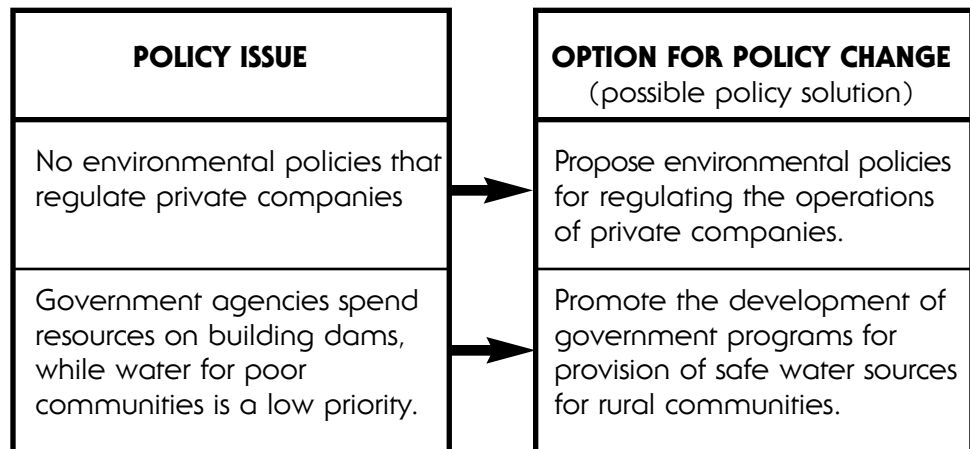 POLICY ISSUE
No environmental policies that
regulate private companies
Government agencies spend
resources on building dams,
while water for poor
communities is a low priority.
OPTION FOR POLICY CHANGE
(possible policy solution)
Propose environmental policies
for regulating the operations
of private companies.
Promote the development of
government programs for
provision of safe water sources
for rural communities.